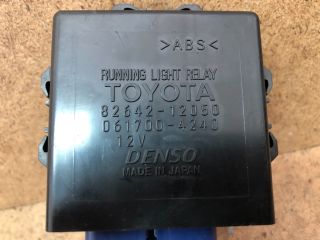 >ABS<
RUNNING LIGHT RELAY
TOYOTA
82642-12050
061700-4240
12V
DENSO
MADE IN JAPAN